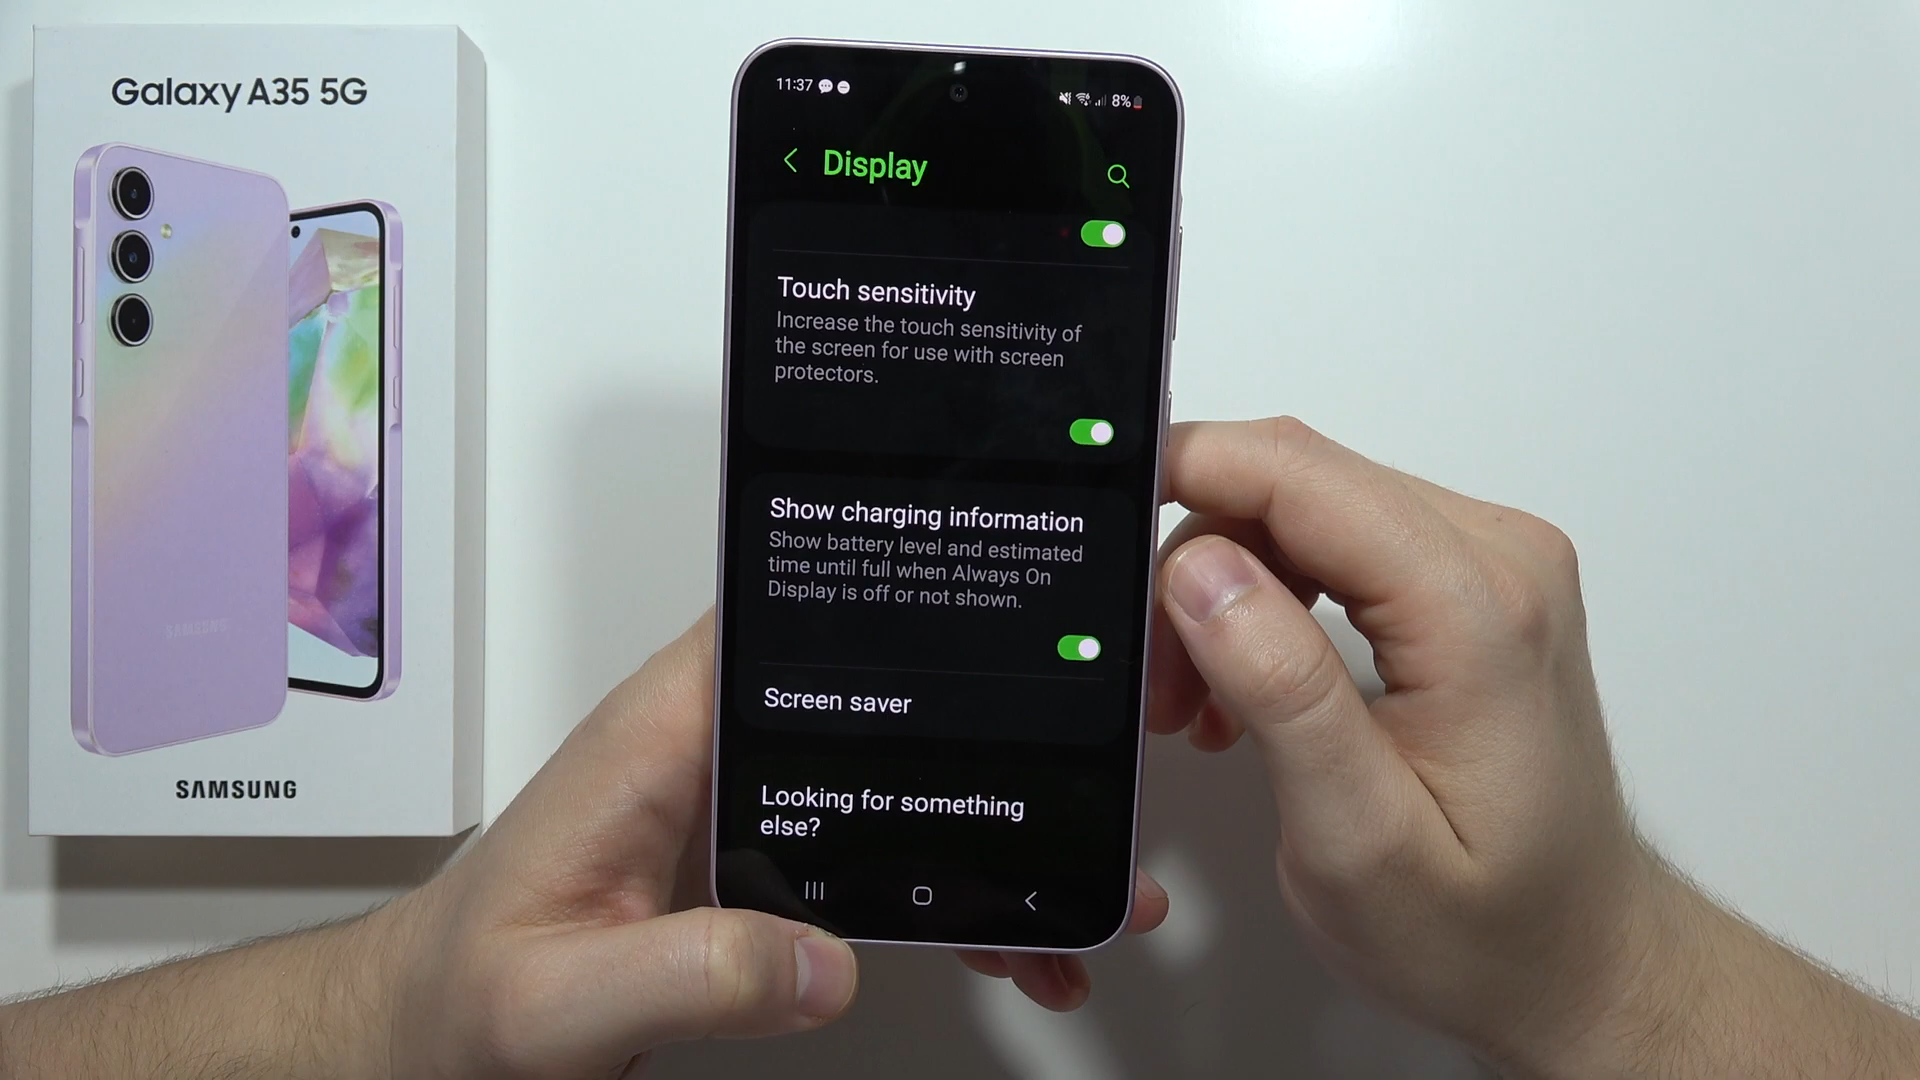 Galaxy A35 5G
SAMSUNG
SAMSUNG
11:37
8%
Display
Touch sensitivity
Increase the touch sensitivity of
the screen for use with screen
protectors.
Show charging information
Show battery level and estimated
time until full when Always On
Display is off or not shown.
Screen saver
Looking for something
else?